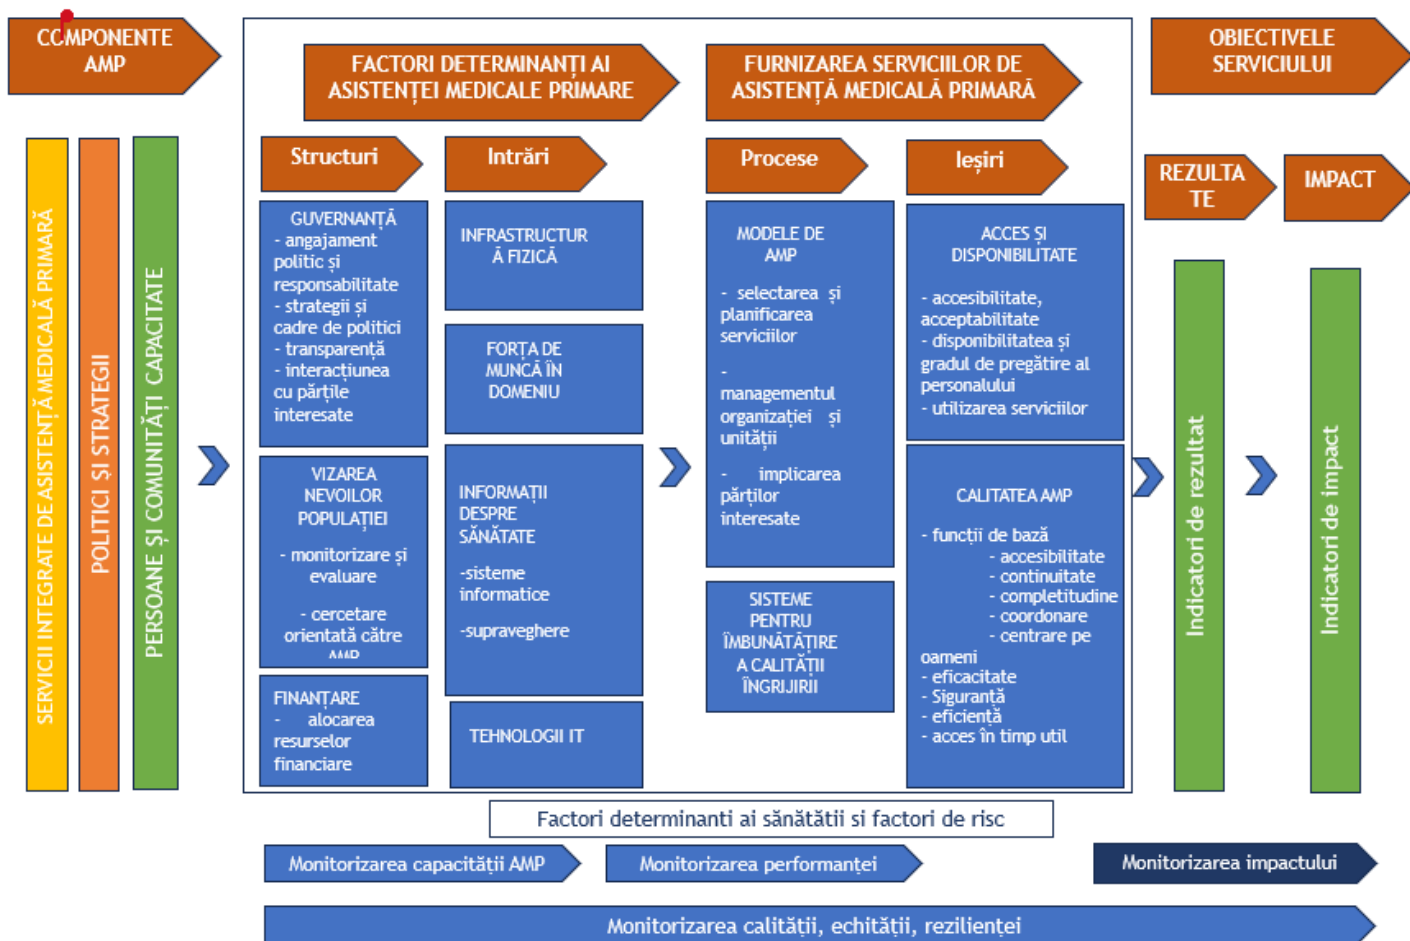 COMPONENTE
AMP
FACTORI DETERMINANȚI AI
ASISTENȚEI MEDICALE PRIMARE
FURNIZAREA SERVICIILOR DE
ASISTENȚĂ MEDICALĂ PRIMARĂ
OBIECTIVELE
SERVICIULUI
SERVICII INTEGRATE DE ASISTENȚĂ MEDICALĂ PRIMARĂ
POLITICI ȘI STRATEGII
PERSOANE ȘI COMUNITĂȚI CAPACITATE
Structuri
GUVERNANȚĂ
- angajament
politic și
responsabilitate
- strategii și
cadre de politici
- transparență
- interacțiunea
cu părțile
interesate
VIZAREA
NEVOILOR
POPULAȚIEI
- monitorizare și
evaluare
- cercetare
orientată către
AMP
FINANȚARE
- alocarea
resurselor
financiare
Intrări
INFRASTRUCTUR
Ă FIZICĂ
FORȚA DE
MUNCĂ ÎN
DOMENIU
INFORMAȚII
DESPRE
SĂNĂTATE
-sisteme
informatice
-supraveghere
TEHNOLOGII IT
Procese
MODELE DE
AMP
- selectarea și
planificarea
serviciilor
-
managementul
organizației și
unității
- implicarea
părților
interesate
SISTEME
PENTRU
ÎMBUNĂTĂȚIRE
A CALITĂȚII
ÎNGRIJIRII
Ieșiri
ACCES ȘI
DISPONIBILITATE
- accesibilitate,
acceptabilitate
- disponibilitatea și
gradul de pregătire al
personalului
- utilizarea serviciilor
CALITATEA AMP
- funcții de bază
- accesibilitate
- continuitate
- completitudine
- coordonare
- centrare pe
oameni
- eficacitate
- Siguranță
- eficiență
- acces în timp util
REZULTA
TE
Indicatori de rezultat
IMPACT
Indicatori de impact
Factori determinanti ai sănătătii si factori de risc
Monitorizarea capacității AMP
Monitorizarea performanței
Monitorizarea impactului
Monitorizarea calității, echității, rezilienței